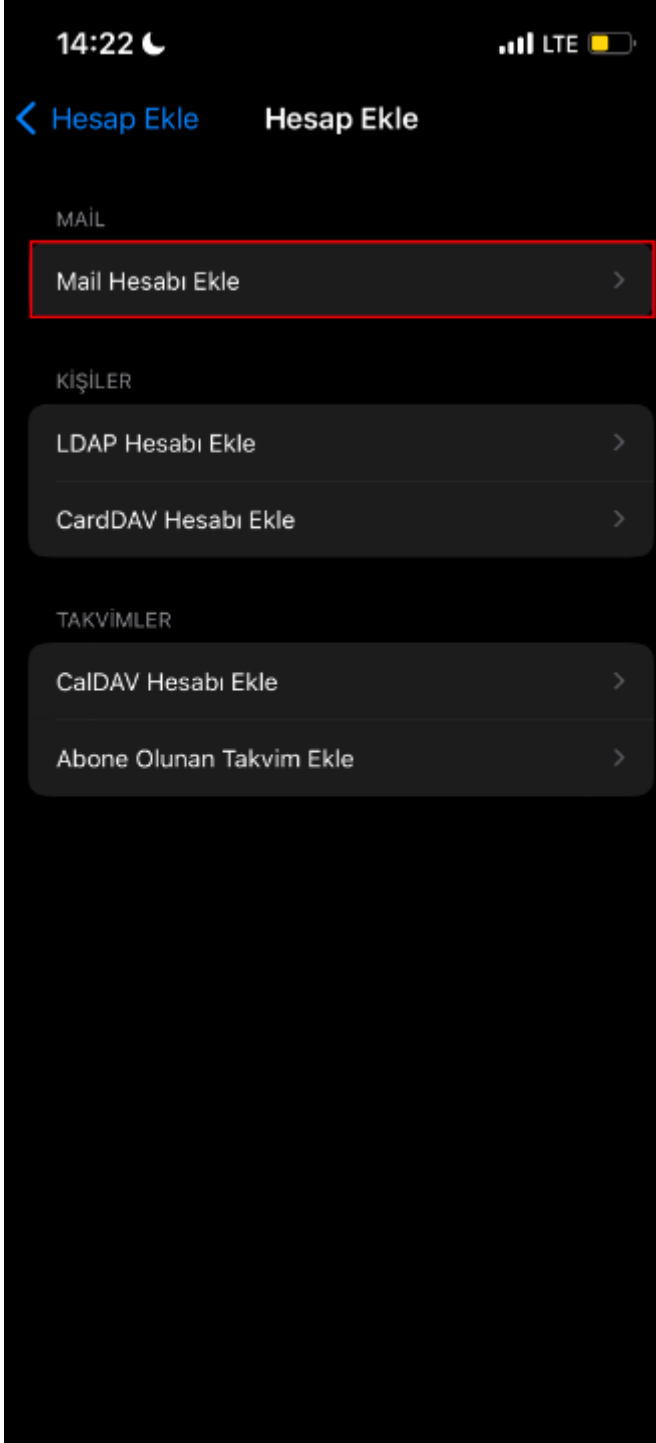 14:22
LTE
Hesap Ekle
Hesap Ekle
MAİL
Mail Hesabı Ekle
KİŞİLER
LDAP Hesabı Ekle
CardDAV Hesabı Ekle
TAKVİMLER
CalDAV Hesabı Ekle
Abone Olunan Takvim Ekle